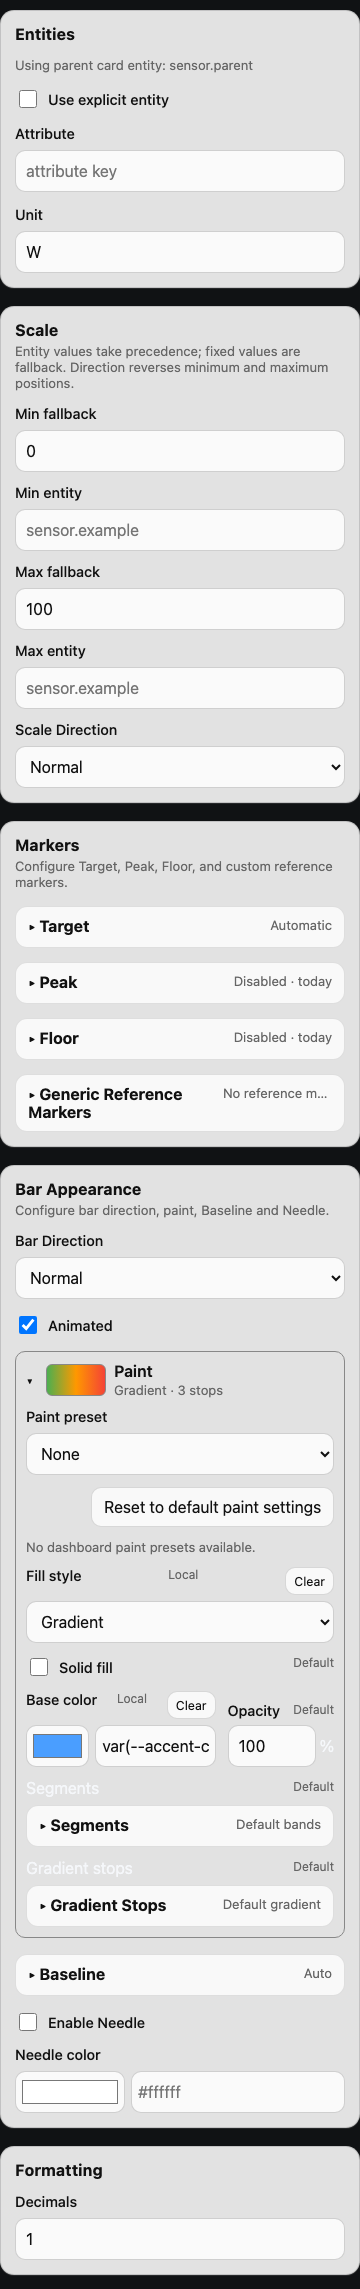 Entities
Using parent card entity: sensor.parent
Use explicit entity
Attribute
attribute key
Unit
W
Scale
Entity values take precedence; fixed values are
fallback. Direction reverses minimum and maximum
positions.
Min fallback
0
Min entity
sensor.example
Max fallback
100
Max entity
sensor.example
Scale Direction
Normal
Markers
Configure Target, Peak, Floor, and custom reference
markers.
Target Automatic
Peak Disabled · today
Floor Disabled · today
Generic Reference No reference m...
Markers
Bar Appearance
Configure bar direction, paint, Baseline and Needle.
Bar Direction
Normal
Animated
Paint
Gradient · 3 stops
Paint preset
None
Reset to default paint settings
No dashboard paint presets available.
Fill style Local Clear
Gradient
Solid fill Default
Base color Local Clear Opacity Default
var(--accent-c 100 %
Segments Default
Segments Default bands
Gradient stops Default
Gradient Stops Default gradient
Baseline Auto
Enable Needle
Needle color
#ffffff
Formatting
Decimals
1